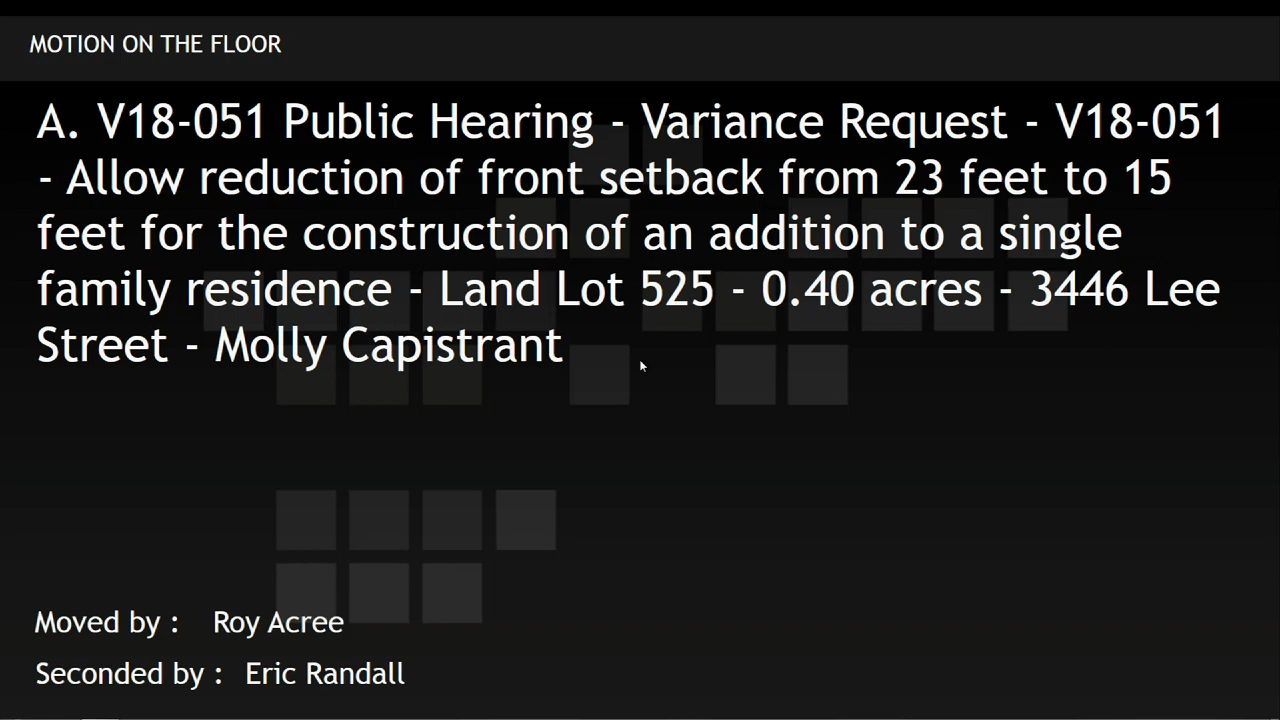 MOTION ON THE FLOOR
A. V18-051 Public Hearing - Variance Request - V18-051
- Allow reduction of front setback from 23 feet to 15
feet for the construction of an addition to a single
family residence - Land Lot 525 - 0.40 acres - 3446 Lee
Street - Molly Capistrant
Moved by : Roy Acree
Seconded by : Eric Randall